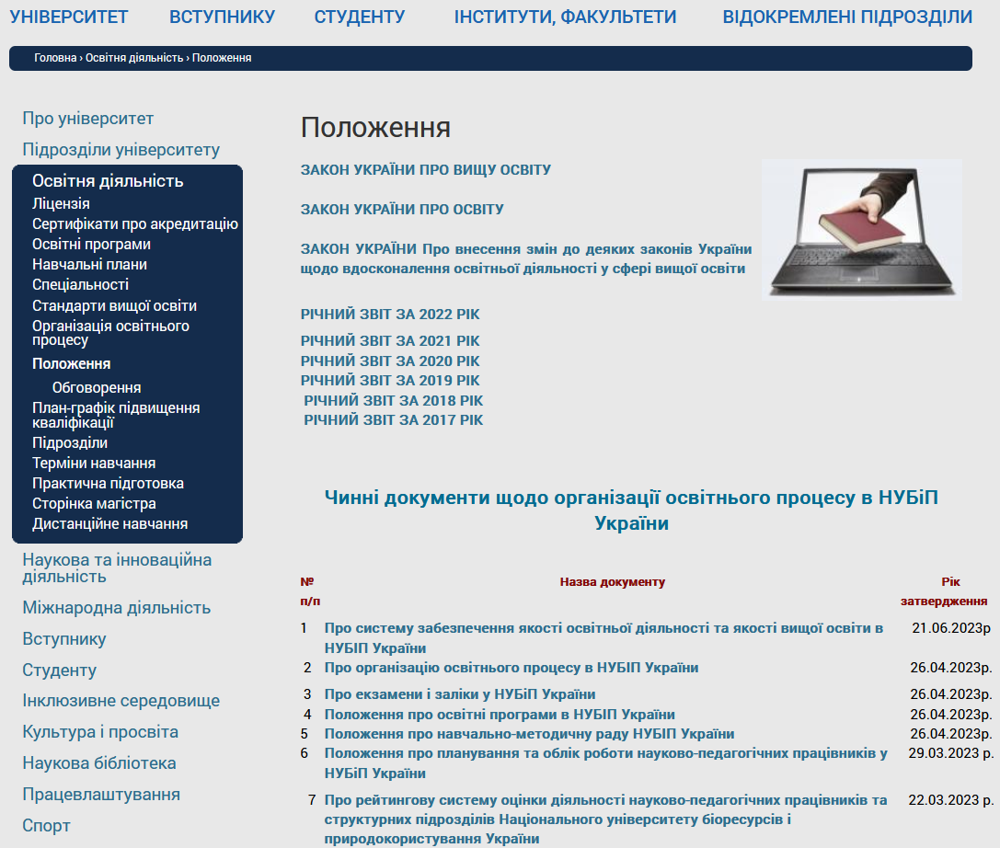 УНІВЕРСИТЕТ ВСТУПНИКУ СТУДЕНТУ ІНСТИТУТИ, ФАКУЛЬТЕТИ ВІДОКРЕМЛЕНІ ПІДРОЗДІЛИ
Головна › Освітня діяльність › Положення
Про університет
Підрозділи університету
Освітня діяльність
Ліцензія
Сертифікати про акредитацію
Освітні програми
Навчальні плани
Спеціальності
Стандарти вищої освіти
Організація освітнього
процесу
Положення
Обговорення
План-графік підвищення
кваліфікації
Підрозділи
Терміни навчання
Практична підготовка
Сторінка магістра
Дистанційне навчання
Наукова та інноваційна
діяльність
Міжнародна діяльність
Вступнику
Студенту
Інклюзивне середовище
Культура і просвіта
Наукова бібліотека
Працевлаштування
Спорт
Положення
ЗАКОН УКРАЇНИ ПРО ВИЩУ ОСВІТУ
ЗАКОН УКРАЇНИ ПРО ОСВІТУ
ЗАКОН УКРАЇНИ Про внесення змін до деяких законів України
щодо вдосконалення освітньої діяльності у сфері вищої освіти
РІЧНИЙ ЗВІТ ЗА 2022 РІК
РІЧНИЙ ЗВІТ ЗА 2021 РІК
РІЧНИЙ ЗВІТ ЗА 2020 РІК
РІЧНИЙ ЗВІТ ЗА 2019 РІК
РІЧНИЙ ЗВІТ ЗА 2018 РІК
РІЧНИЙ ЗВІТ ЗА 2017 РІК
Чинні документи щодо організації освітнього процесу в НУБіП
України
№ Назва документу Рік
п/п затвердження
1 Про систему забезпечення якості освітньої діяльності та якості вищої освіти в 21.06.2023р
НУБІП України
2 Про організацію освітнього процесу в НУБІП України 26.04.2023р.
3 Про екзамени і заліки у НУБіП України 26.04.2023р.
4 Положення про освітні програми в НУБІП України 26.04.2023р.
5 Положення про навчально-методичну раду НУБІП України 26.04.2023р.
6 Положення про планування та облік роботи науково-педагогічних працівників у 29.03.2023 р.
НУБіП України
7 Про рейтингову систему оцінки діяльності науково-педагогічних працівників та 22.03.2023 р.
структурних підрозділів Національного університету біоресурсів і
природокористування України